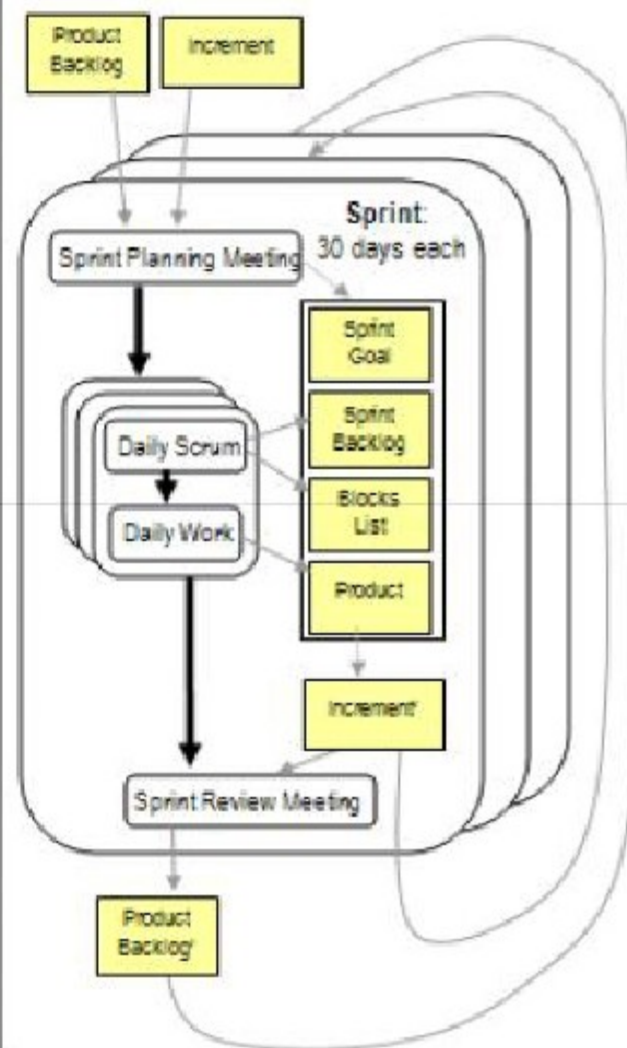 Product
Backlog
Increment
Sprint:
30 days each
Sprint Planning Meeting
Sprint
Goal
Sprint
Backlog
Daily Scrum
Blocks
List
Daily Work
Product
Increment'
Sprint Review Meeting
Product
Backlog'